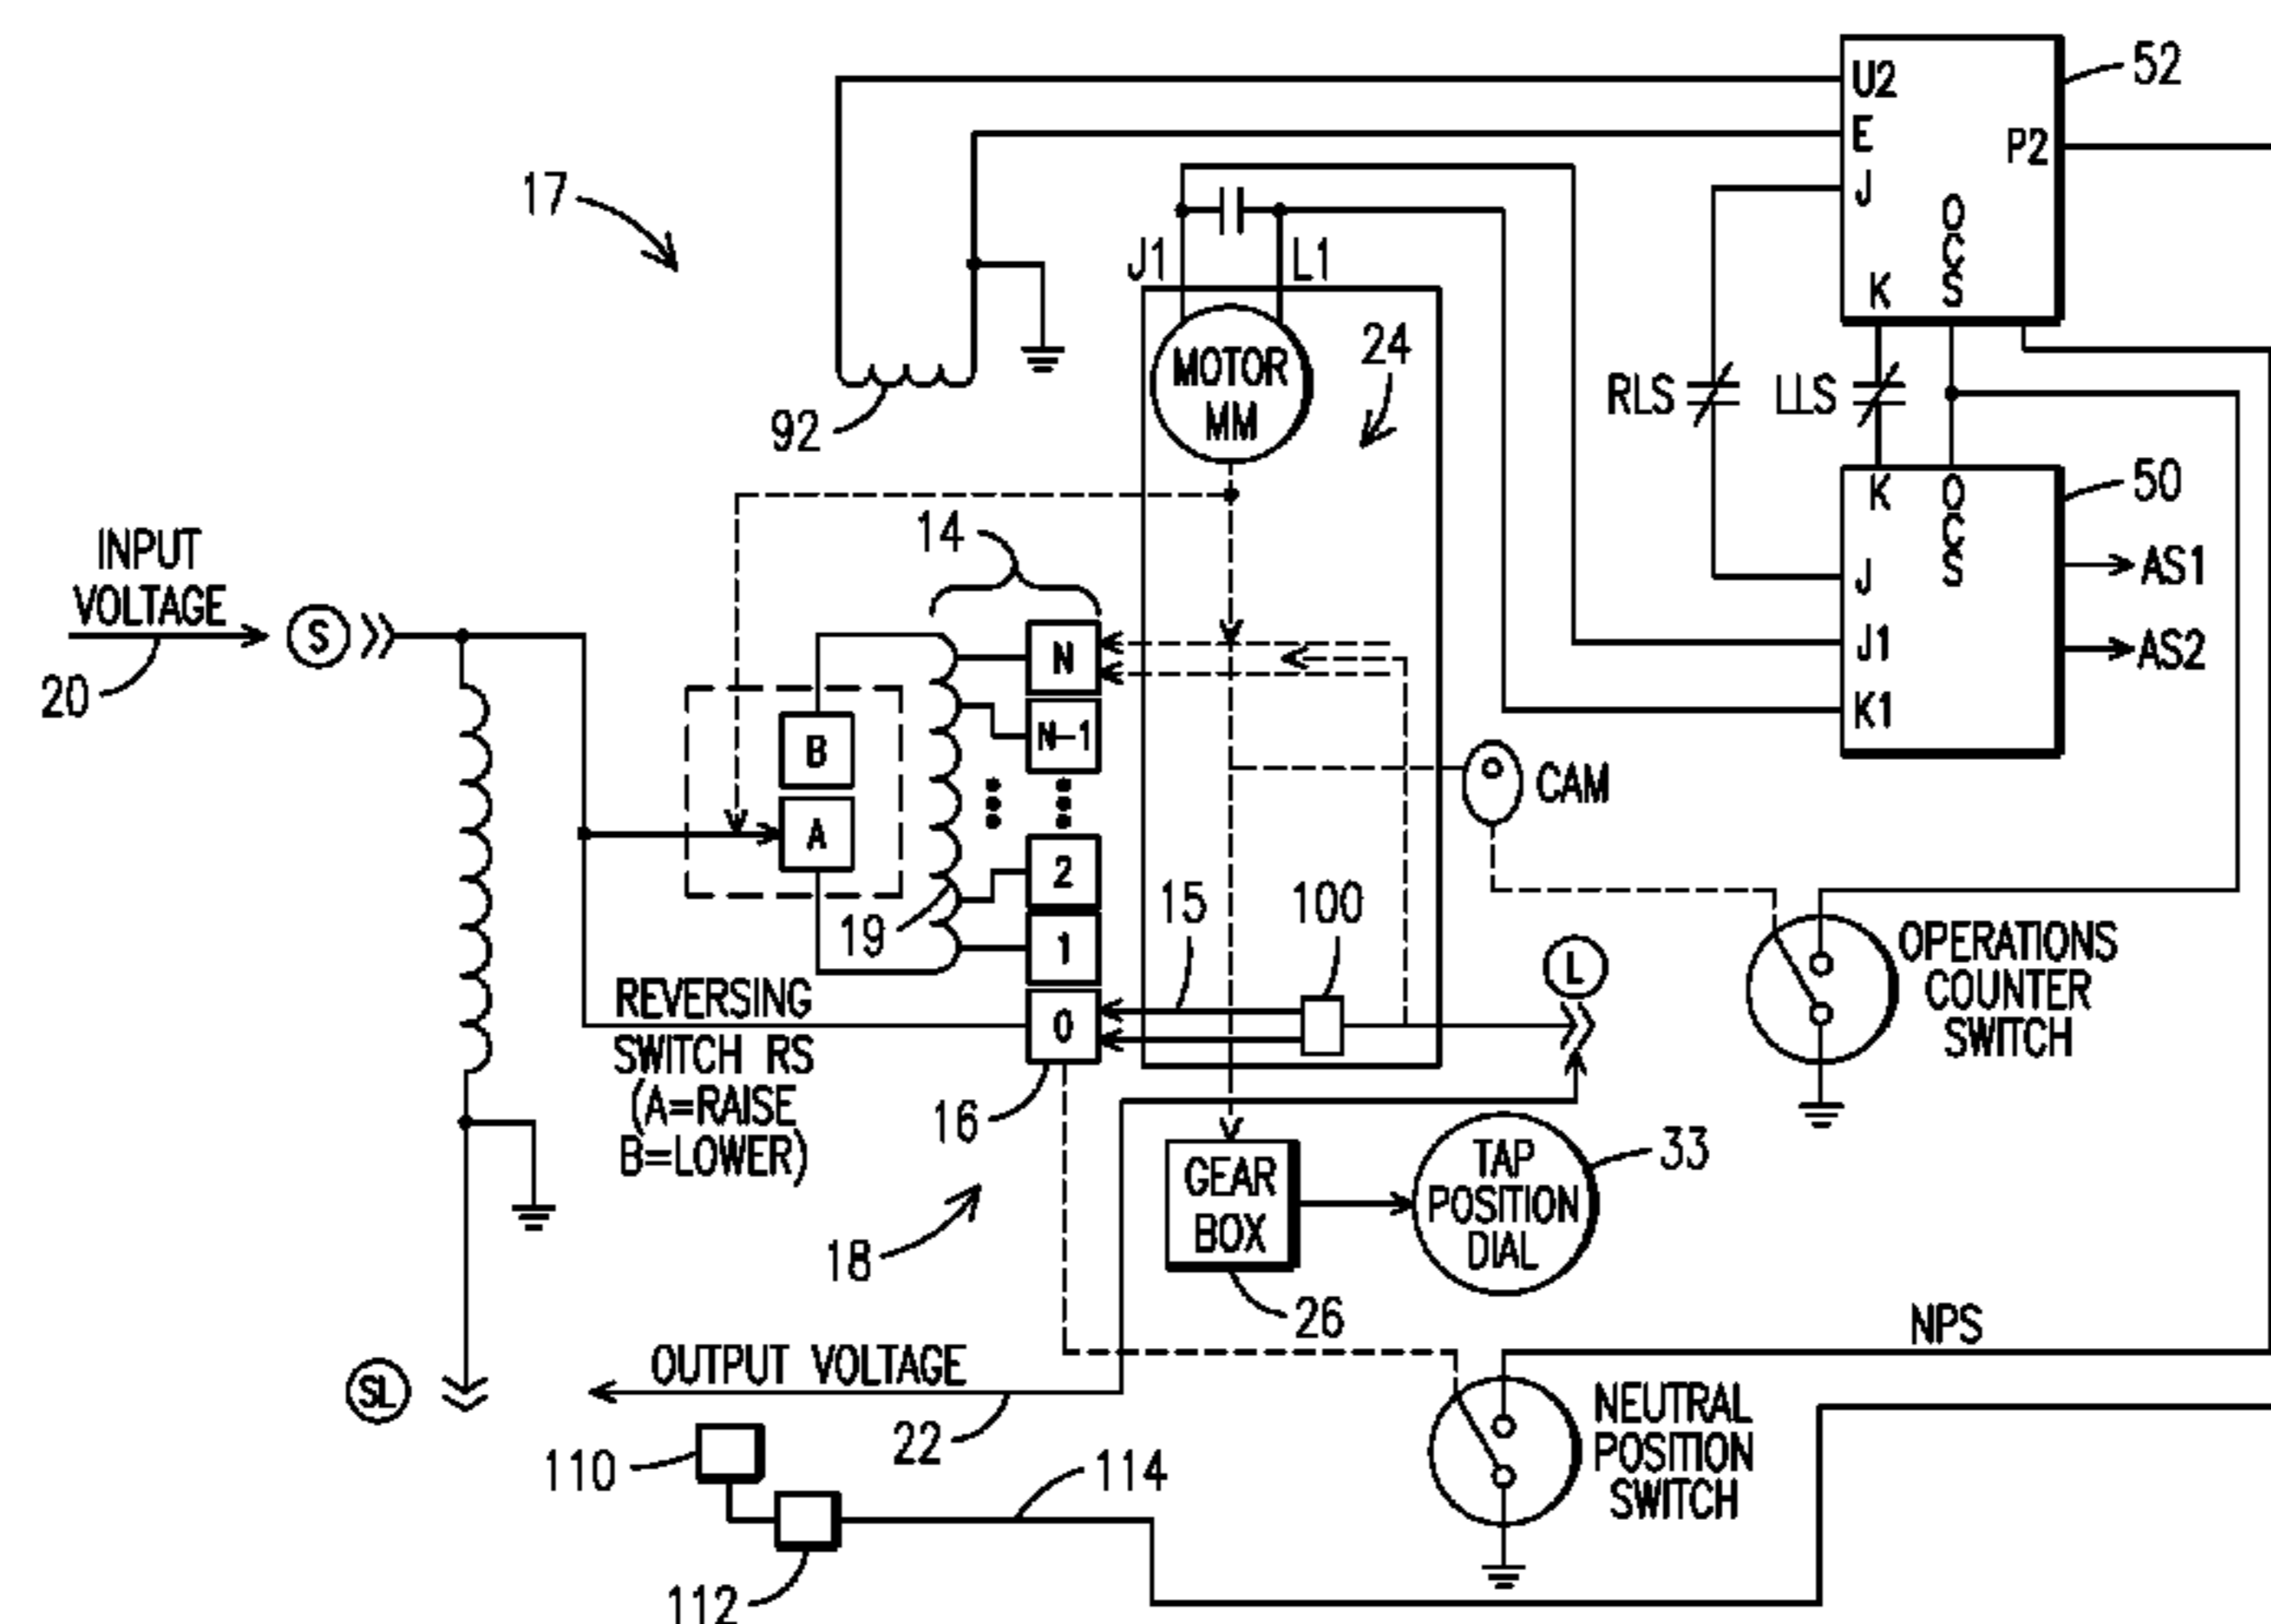 U2
52
E
P2
17
J
O
C
S
J1
L1
K
24
MOTOR
MM
RLS
LLS
92
K
O
C
S
50
14
INPUT
VOLTAGE
AS1
S
J
20
N
J1
AS2
B
N-1
K1
CAM
A
2
15
100
19
1
L
OPERATIONS
COUNTER
SWITCH
REVERSING
SWITCH RS
(A=RAISE
B=LOWER)
0
16
GEAR
BOX
TAP
POSITION
DIAL
33
18
26
NPS
OUTPUT VOLTAGE
SL
22
NEUTRAL
POSITION
SWITCH
110
114
112